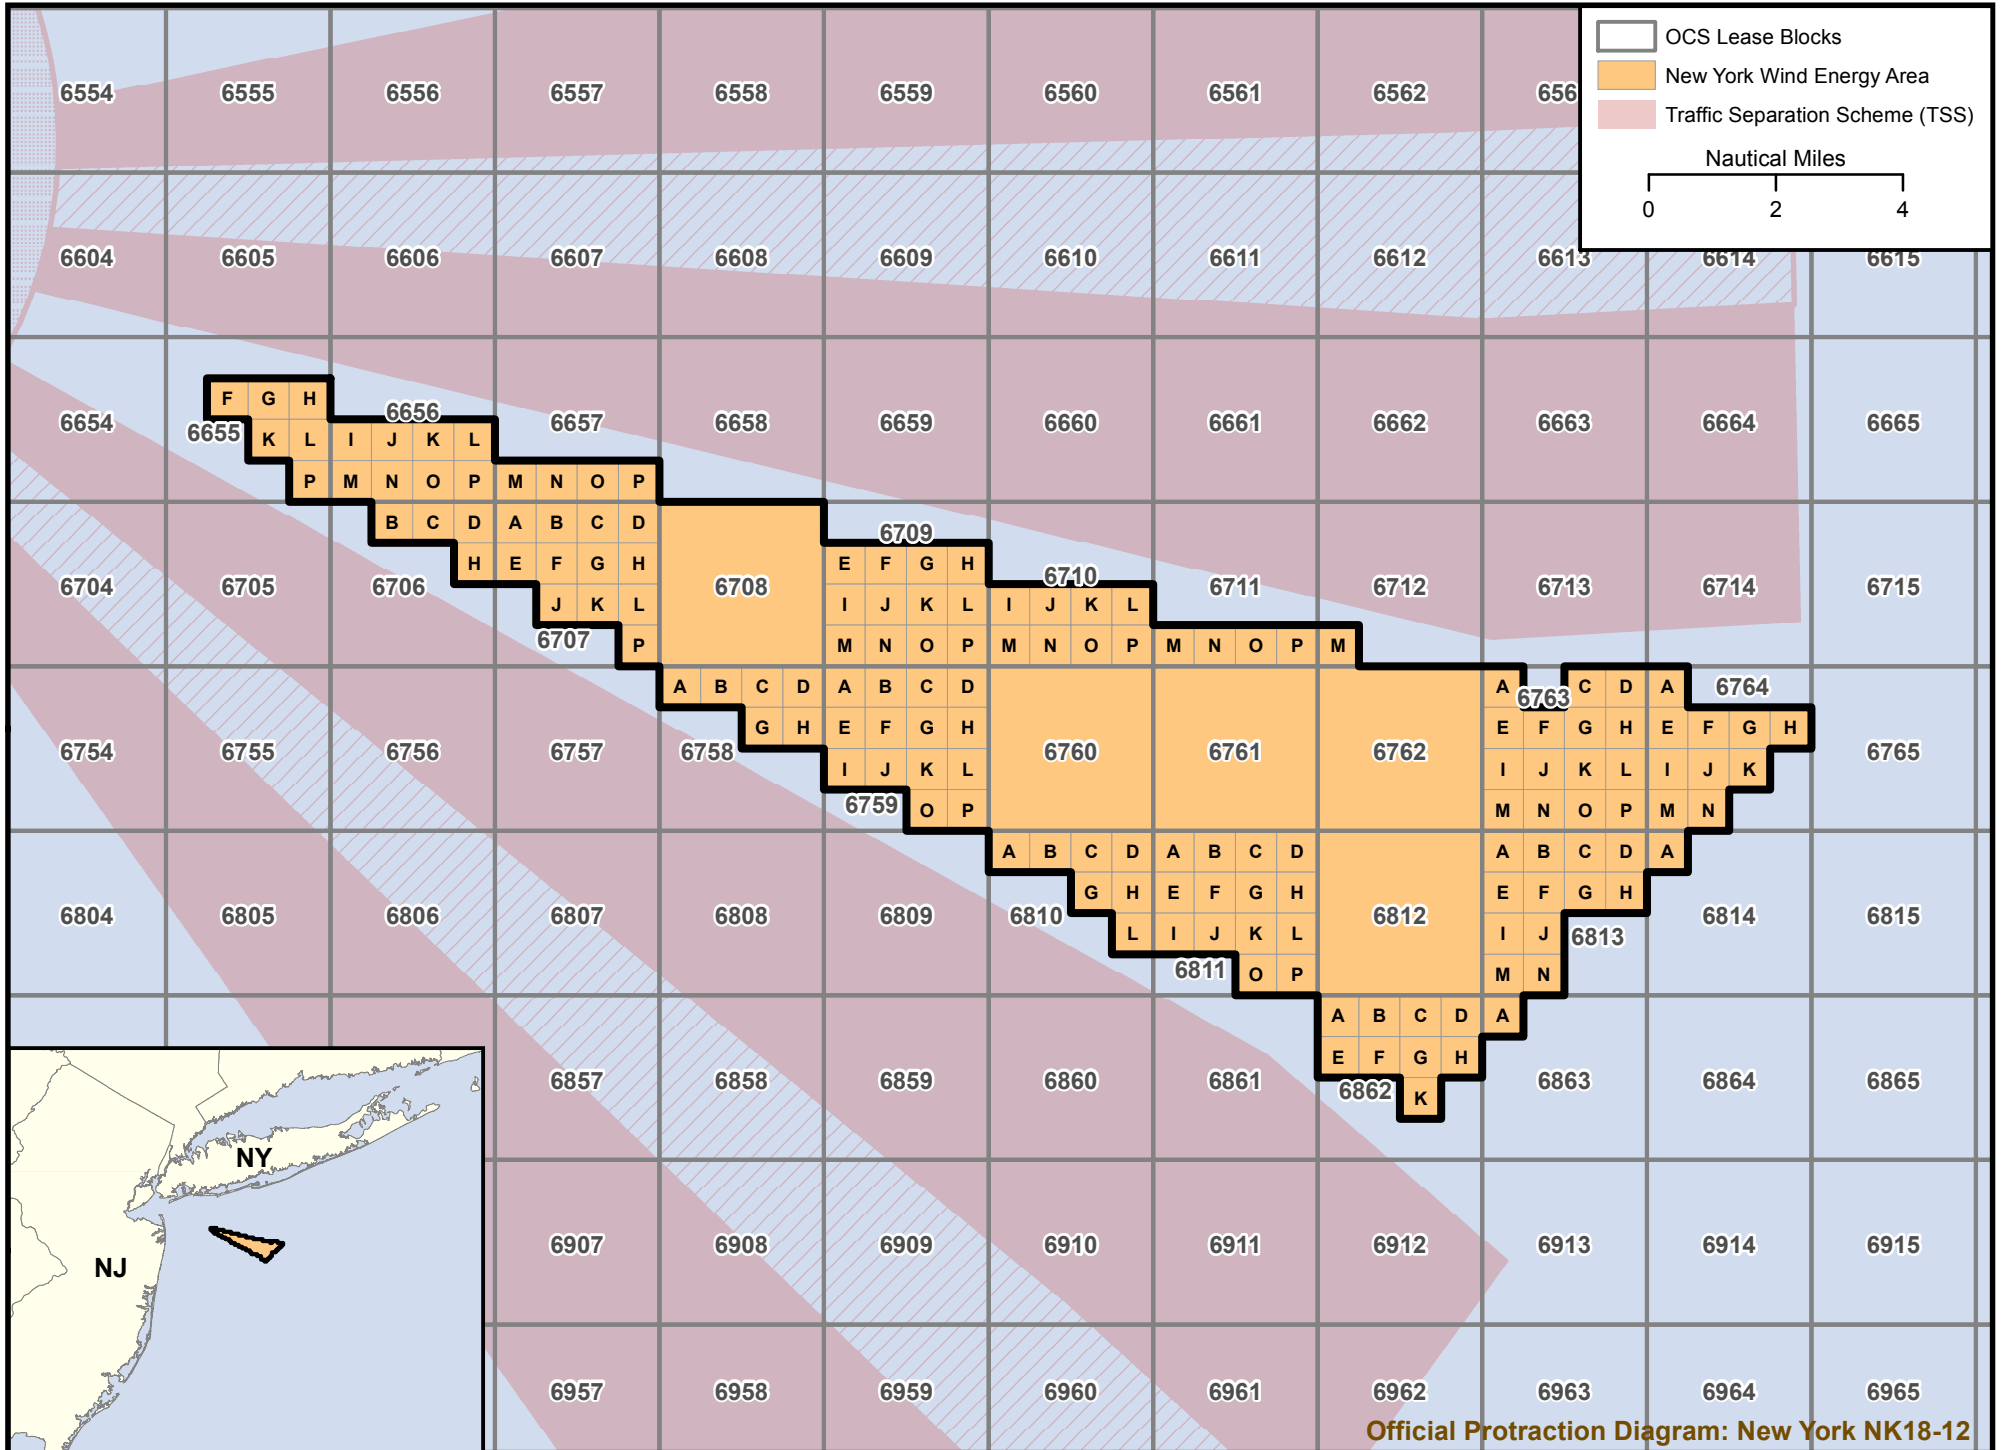 OCS Lease Blocks
New York Wind Energy Area
Traffic Separation Scheme (TSS)
Nautical Miles
0 2 4
6554 6555 6556 6557 6558 6559 6560 6561 6562 656
6604 6605 6606 6607 6608 6609 6610 6611 6612 6613 6614 6615
F G H
6656
6654 6657 6658 6659 6660 6661 6662 6663 6664 6665
6655
K L I J K L
P M N O P M N O P
B C D A B C D
6709
H E F G H E F G H
6710
6704 6705 6706 6708 6711 6712 6713 6714 6715
J K L I J K L I J K L
6707
P M N O P M N O P M N O P M
A B C D A B C D A C D A 6764
6763
G H E F G H E F G H E F G H
6754 6755 6756 6757 6758 6760 6761 6762 6765
I J K L I J K L I J K
6759
O P M N O P M N
A B C D A B C D A B C D A
G H E F G H E F G H
6804 6805 6806 6807 6808 6809 6810 6812 6814 6815
L I J K L I J
6813
6811
O P M N
A B C D A
E F G H
6857 6858 6859 6860 6861 6863 6864 6865
6862
K
NY
6907 6908 6909 6910 6911 6912 6913 6914 6915
NJ
6957 6958 6959 6960 6961 6962 6963 6964 6965
Official Protraction Diagram: New York NK18-12